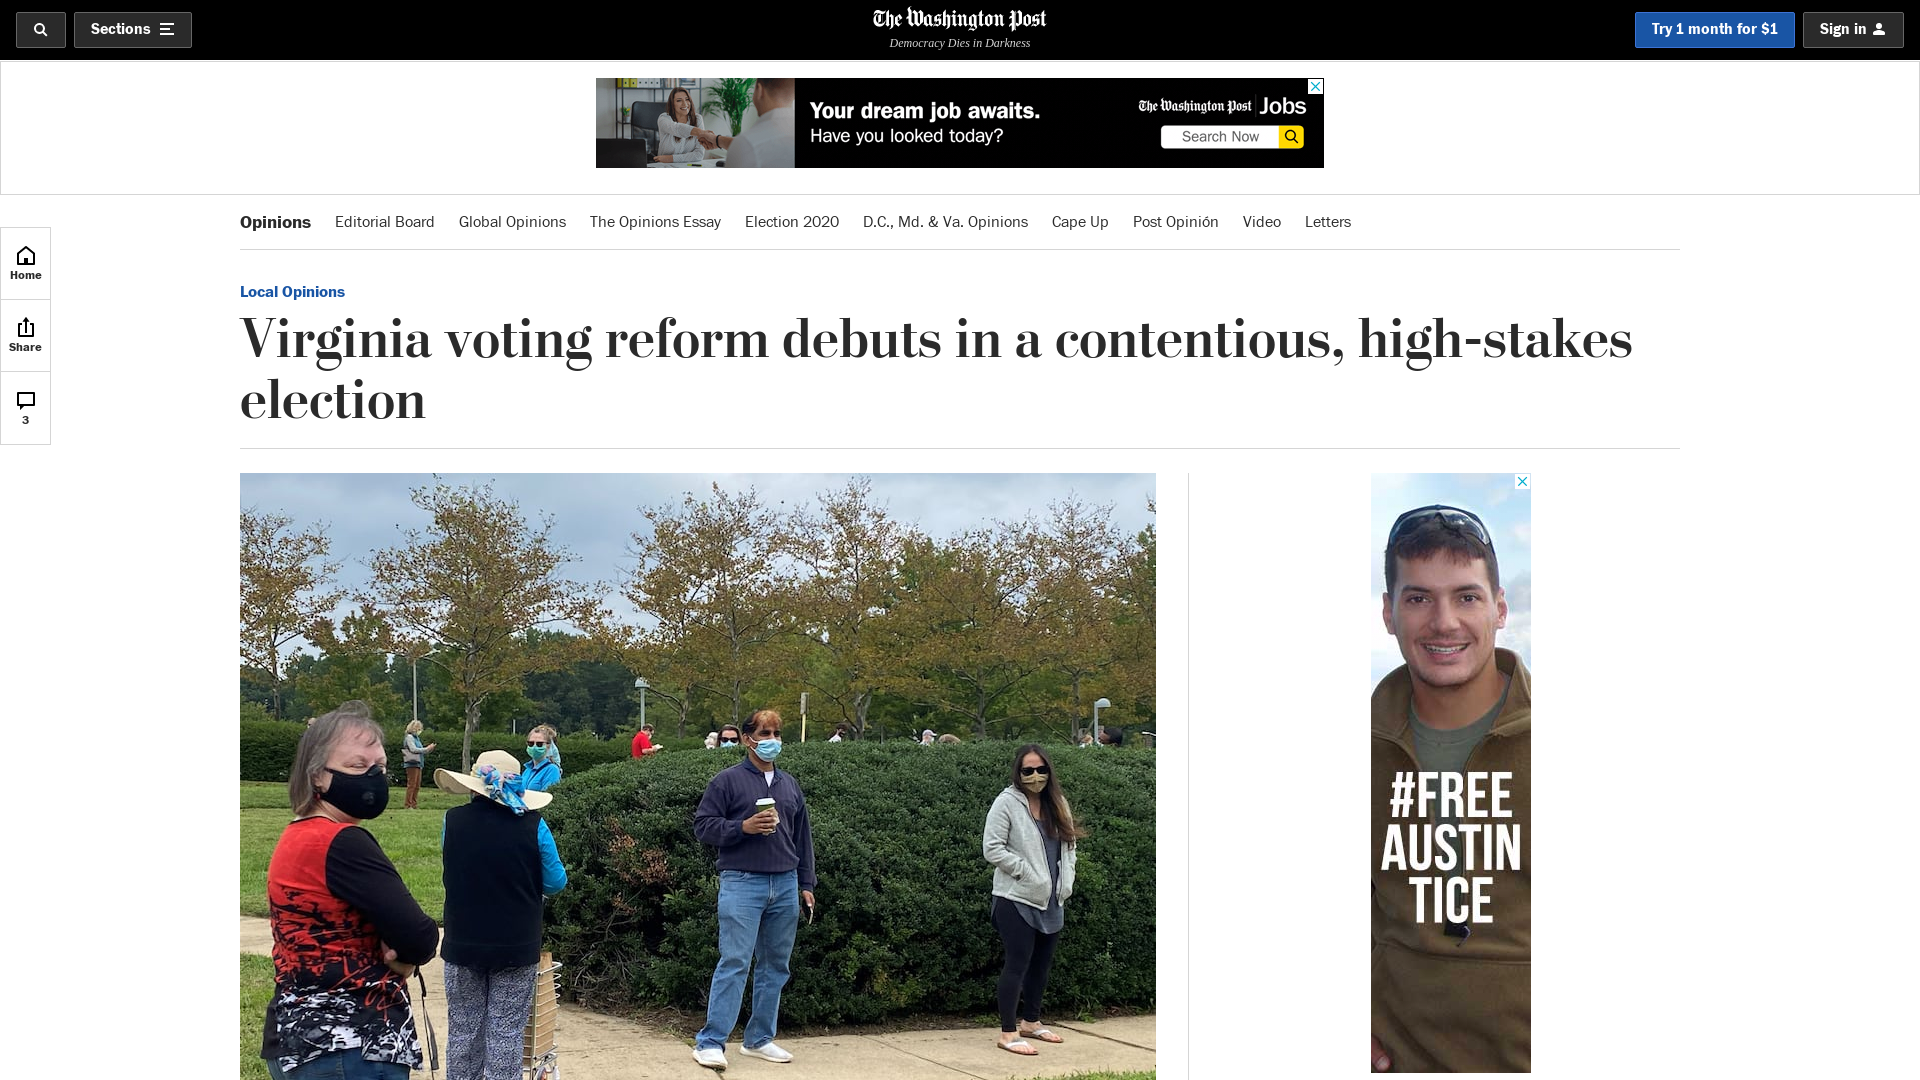 Sections
The Washington Post
Democracy Dies in Darkness
Try 1 month for $1
Sign in
Your dream job awaits.
Have you looked today?
The Washington Post Jobs
Search Now
Opinions Editorial Board Global Opinions The Opinions Essay Election 2020 D.C., Md. & Va. Opinions Cape Up Post Opinión Video Letters
Home
Share
3
Local Opinions
Virginia voting reform debuts in a contentious, high-stakes
election
#FREE
AUSTIN
TICE